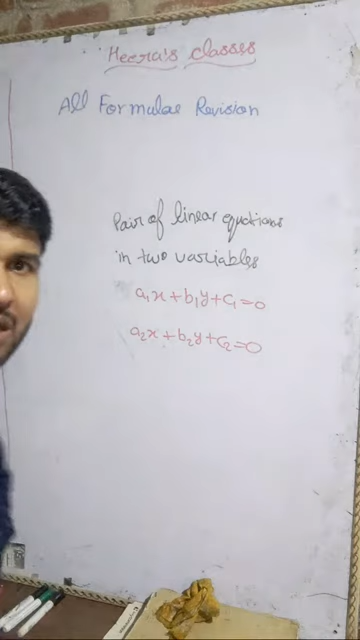 Heera's classes
All Formulae Revision
Pair of linear equations
in two variables
a₁x + b₁y + c₁ = 0
a₂x + b₂y + c₂ = 0